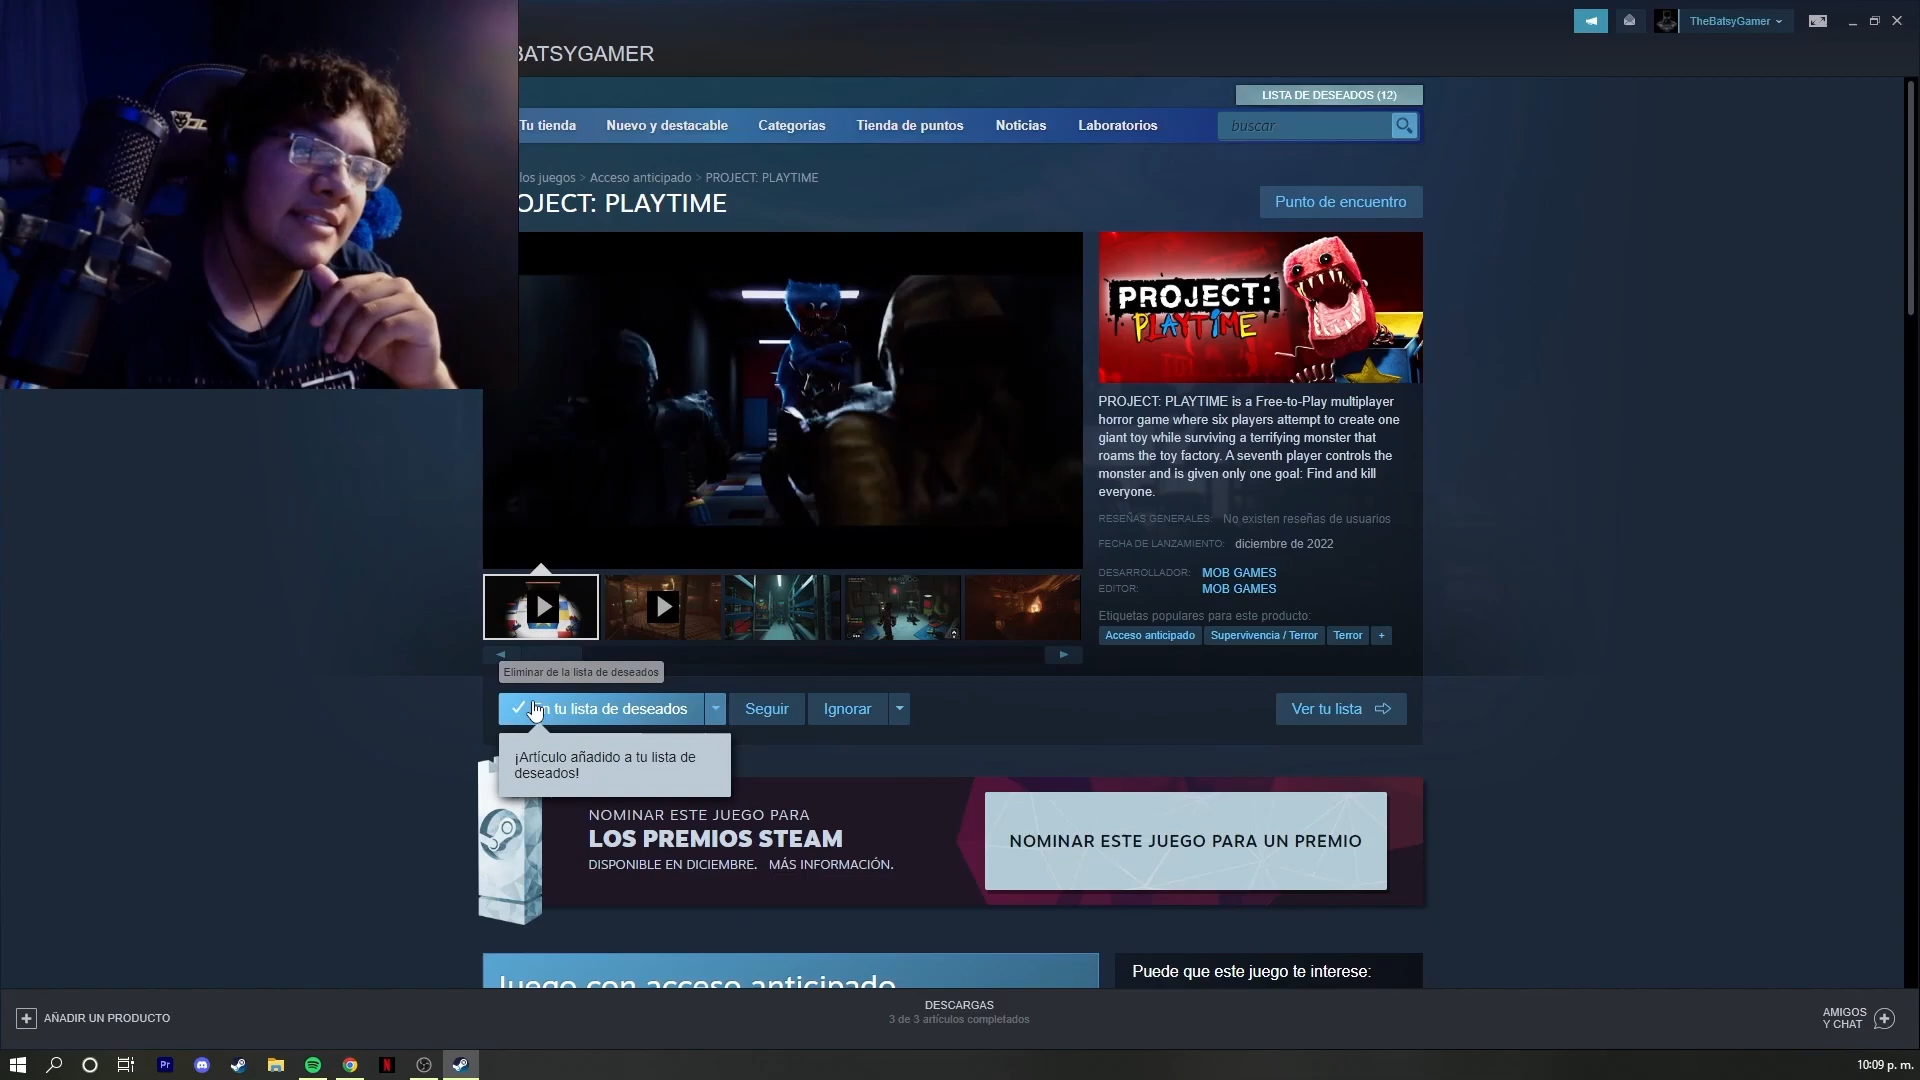 BATSYGAMER
TheBatsyGamer
LISTA DE DESEADOS (12)
Tu tienda
Nuevo y destacable
Categorías
Tienda de puntos
Noticias
Laboratorios
buscar
los juegos > Acceso anticipado > PROJECT: PLAYTIME
OJECT: PLAYTIME
Punto de encuentro
PROJECT:
PLAYTIME
PROJECT: PLAYTIME is a Free-to-Play multiplayer
horror game where six players attempt to create one
giant toy while surviving a terrifying monster that
roams the toy factory. A seventh player controls the
monster and is given only one goal: Find and kill
everyone.
RESEÑAS GENERALES: No existen reseñas de usuarios
FECHA DE LANZAMIENTO: diciembre de 2022
DESARROLLADOR: MOB GAMES
EDITOR: MOB GAMES
Etiquetas populares para este producto:
Acceso anticipado
Supervivencia / Terror
Terror
+
Eliminar de la lista de deseados
tu lista de deseados
Seguir
Ignorar
Ver tu lista
¡Artículo añadido a tu lista de
deseados!
NOMINAR ESTE JUEGO PARA
LOS PREMIOS STEAM
DISPONIBLE EN DICIEMBRE. MÁS INFORMACIÓN.
NOMINAR ESTE JUEGO PARA UN PREMIO
Juego con acceso anticipado
Puede que este juego te interese:
AÑADIR UN PRODUCTO
DESCARGAS
3 de 3 artículos completados
AMIGOS
Y CHAT
Pr
N
10:09 p. m.